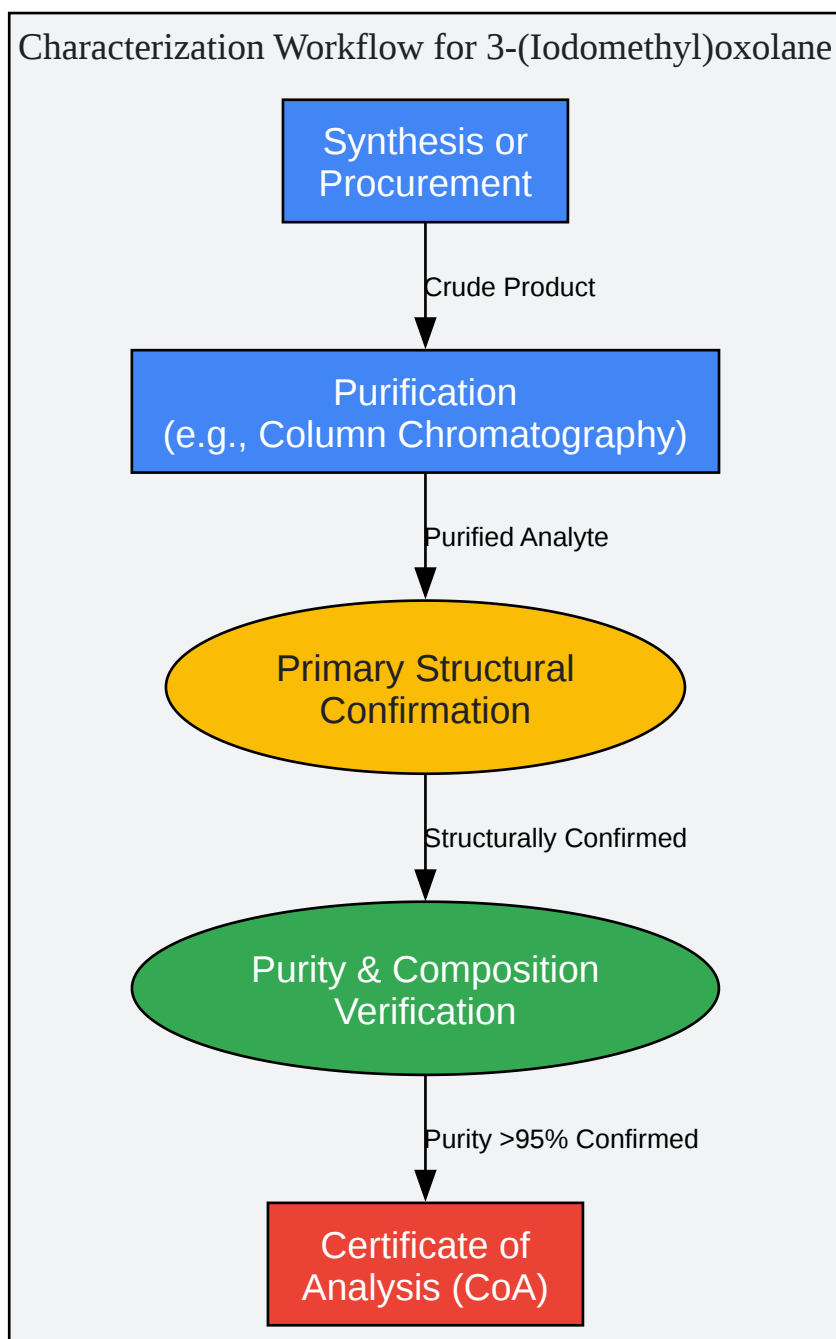 Characterization Workflow for 3-(Iodomethyl)oxolane
Synthesis or
Procurement
Crude Product
Purification
(e.g., Column Chromatography)
Purified Analyte
Primary Structural
Confirmation
Structurally Confirmed
Purity & Composition
Verification
Purity >95% Confirmed
Certificate of
Analysis (CoA)